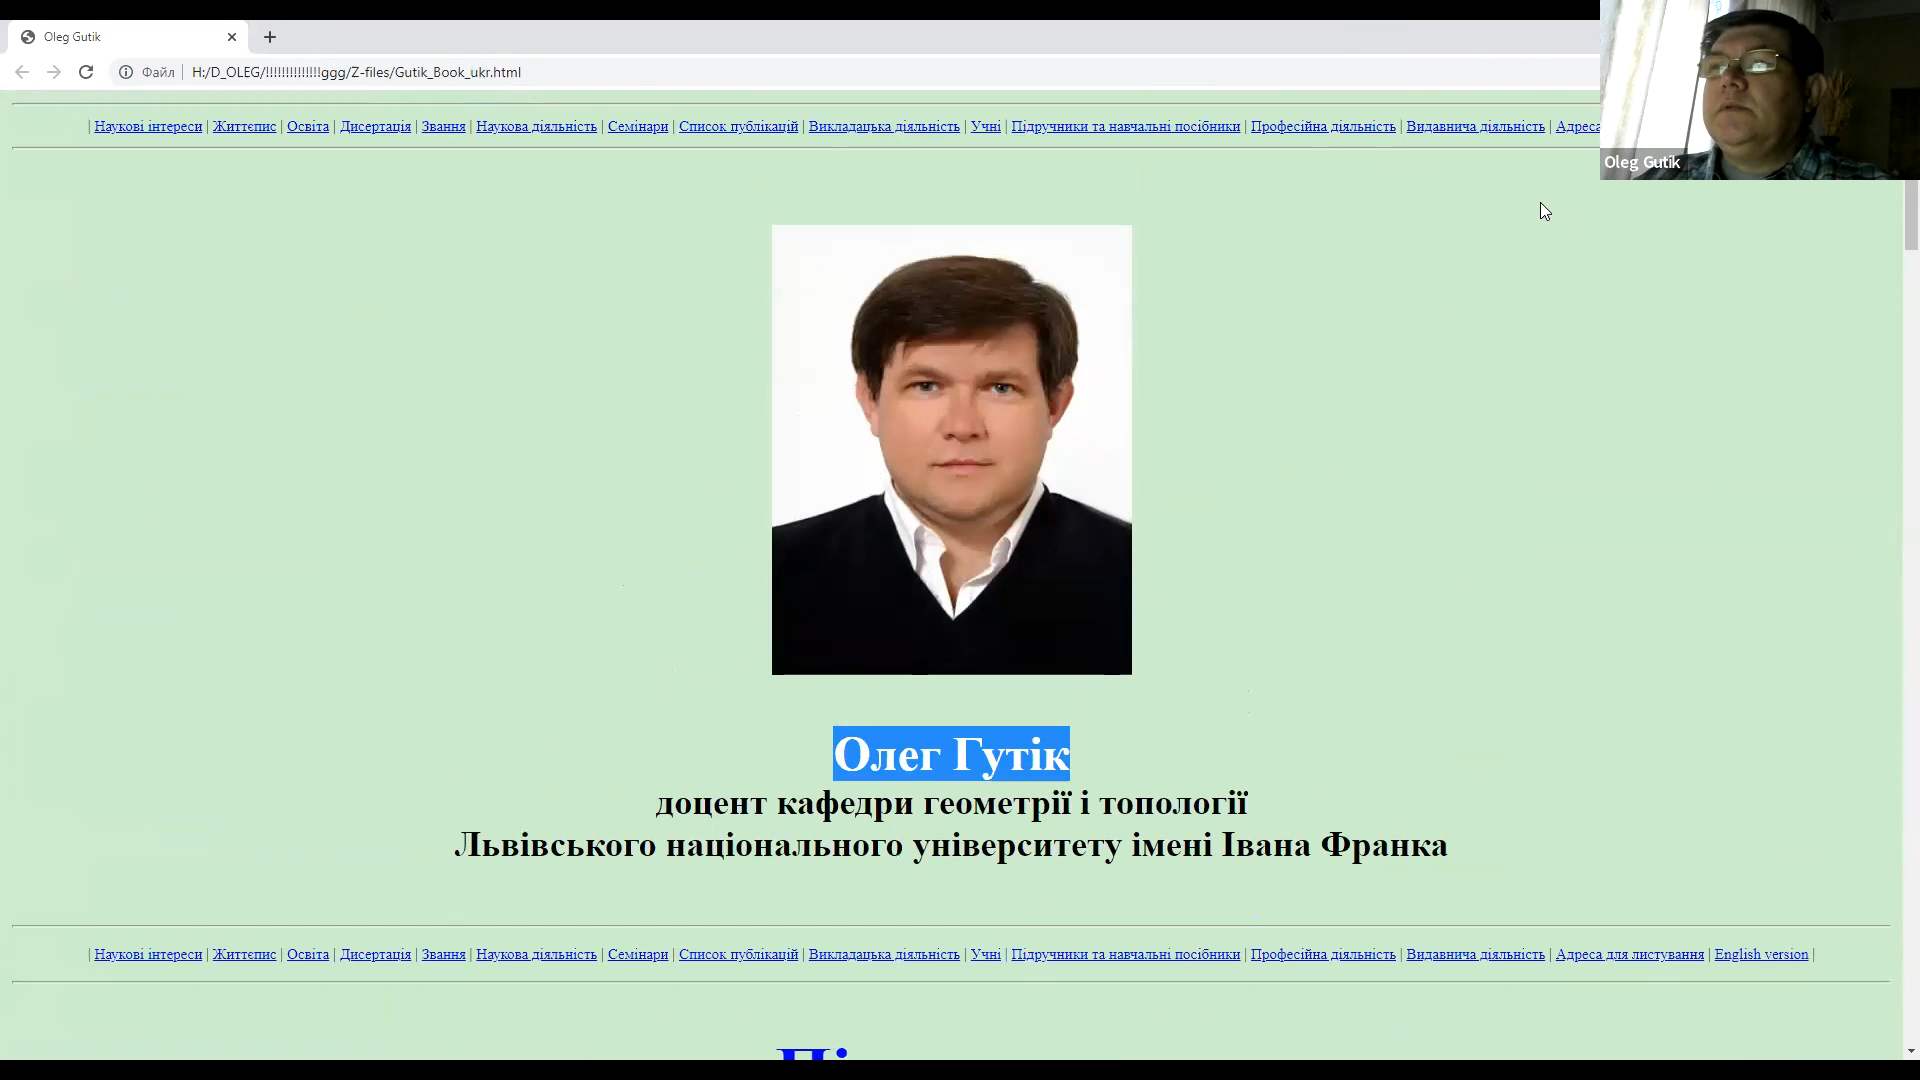 Oleg Gutik
Файл
H:/D_OLEG/!!!!!!!!!!!!!!ggg/Z-files/Gutik_Book_ukr.html
| Наукові інтереси | Життєпис | Освіта | Дисертація | Звання | Наукова діяльність | Семінари | Список публікацій | Викладацька діяльність | Учні | Підручники та навчальні посібники | Професійна діяльність | Видавнича діяльність | Адреса
Oleg Gutik
Олег Гутік
доцент кафедри геометрії і топології
Львівського національного університету імені Івана Франка
| Наукові інтереси | Життєпис | Освіта | Дисертація | Звання | Наукова діяльність | Семінари | Список публікацій | Викладацька діяльність | Учні | Підручники та навчальні посібники | Професійна діяльність | Видавнича діяльність | Адреса для листування | English version |